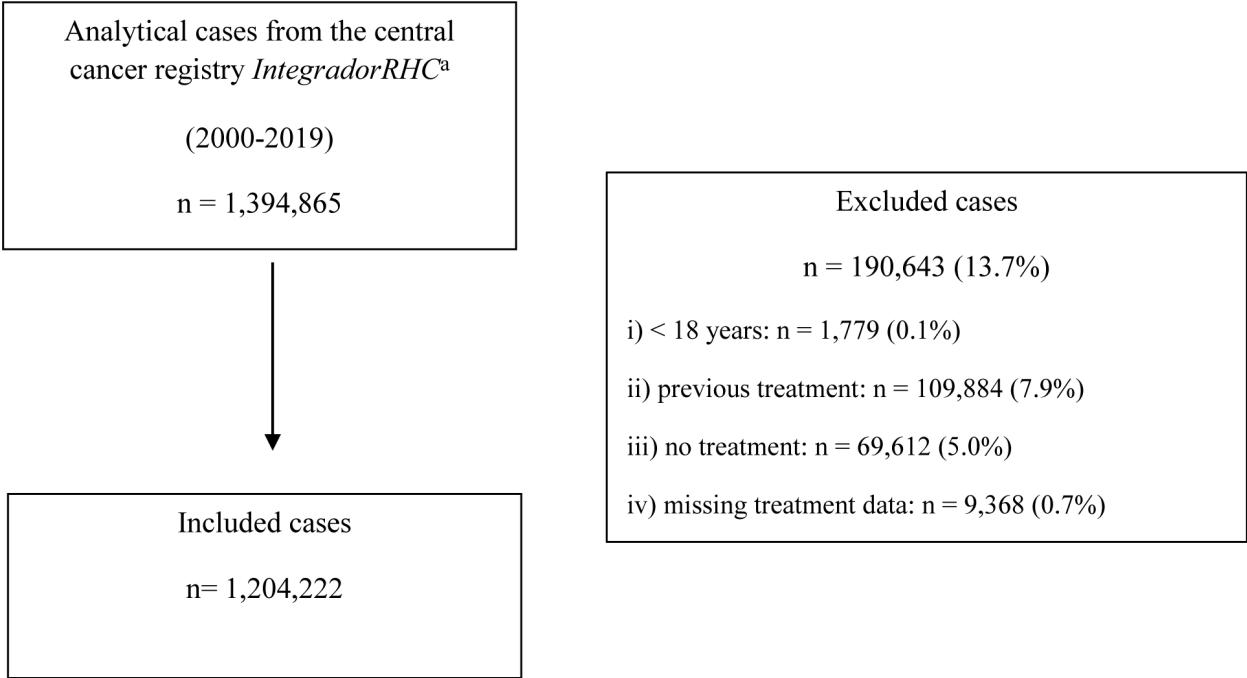 Analytical cases from the central
cancer registry IntegradorRHCᵃ
(2000-2019)
n = 1,394,865
Excluded cases
n = 190,643 (13.7%)
i) < 18 years: n = 1,779 (0.1%)
ii) previous treatment: n = 109,884 (7.9%)
iii) no treatment: n = 69,612 (5.0%)
iv) missing treatment data: n = 9,368 (0.7%)
Included cases
n= 1,204,222